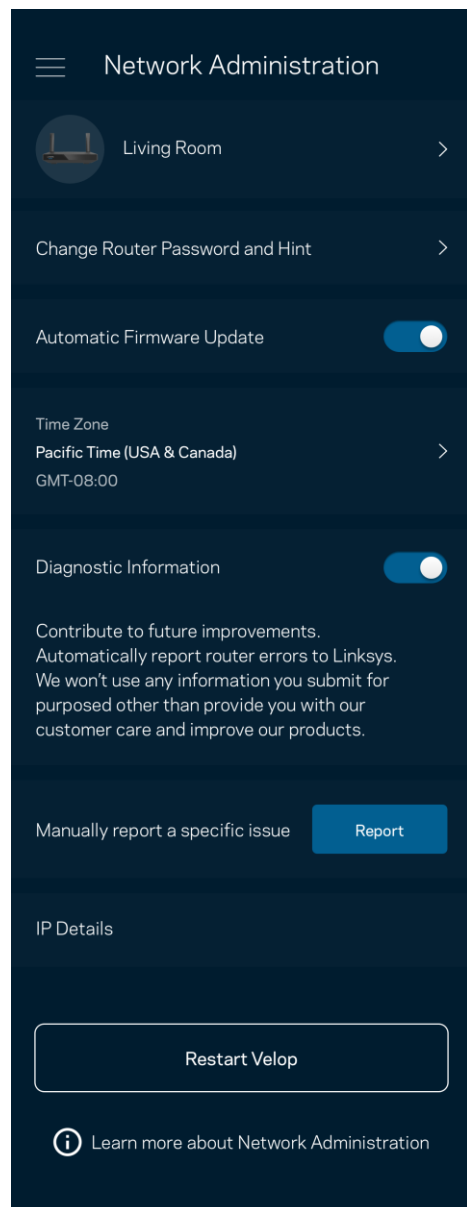 Network Administration
Living Room
Change Router Password and Hint
Automatic Firmware Update
Time Zone
Pacific Time (USA & Canada)
GMT-08:00
Diagnostic Information
Contribute to future improvements.
Automatically report router errors to Linksys.
We won't use any information you submit for
purposed other than provide you with our
customer care and improve our products.
Manually report a specific issue
Report
IP Details
Restart Velop
Learn more about Network Administration